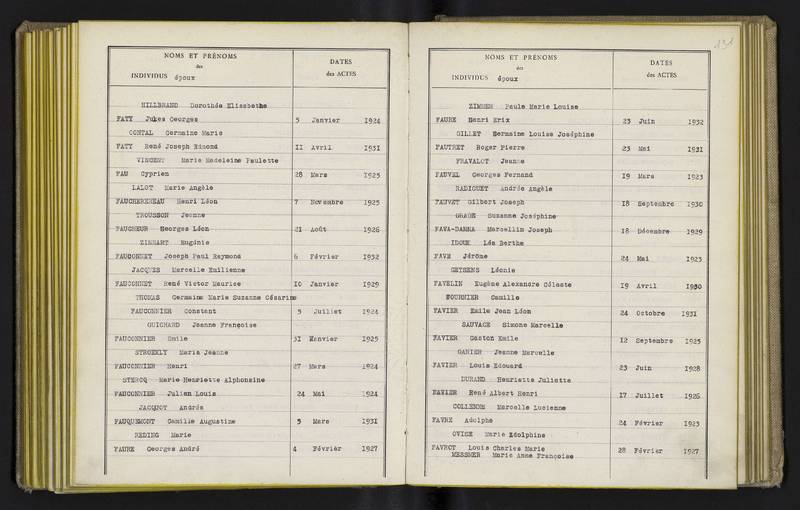 NOMS ET PRÉNOMS
des
INDIVIDUS époux
DATES
des ACTES
HILLBRAND Dorothée Elisabethe
FATY Jules Georges 5 Janvier 1924
CONTAL Germaine Marie
FATY René Joseph Edmond 11 Avril 1931
VINCENT Marie Madeleine Paulette
FAU Cyprien 28 Mars 1925
LALOT Marie Angèle
FAUCHEREREAU Henri Léon 7 Novembre 1925
TROUSSON Jeanne
FAUCHEUR Georges Léon 21 Août 1926
ZINHART Eugénie
FAUCONNET Joseph Paul Raymond 6 Février 1932
JACQUES Marcelle Emilienne
FAUCONNET René Victor Maurice 10 Janvier 1929
THOMAS Germaine Marie Suzanne Césarine
FAUCONNIER Constant 5 Juillet 1924
GUICHARD Jeanne Françoise
FAUCONNIER Emile 31 Janvier 1925
STROEHLY Maria Jeanne
FAUCONNIER Henri 27 Mars 1924
STERCQ Marie Henriette Alphonsine
FAUCONNIER Julien Louis 24 Mai 1924
JACQUOT Andrée
FAUQUEMONT Camille Augustine 5 Mars 1931
REDING Marie
FAURE Georges André 4 Février 1927
131
NOMS ET PRÉNOMS
des
INDIVIDUS époux
DATES
des ACTES
ZIMMER Paule Marie Louise
FAURE Henri Erix 23 Juin 1932
GILLET Hermaine Louise Joséphine
FAUTRET Roger Pierre 23 Mai 1931
FRAVALOT Jeanne
FAUVEL Georges Fernand 19 Mars 1923
RADIGUET Andrée Angèle
FAUVET Gilbert Joseph 18 Septembre 1930
GRADE Suzanne Joséphine
FAVA-DANNA Marcellin Joseph 18 Décembre 1929
IDOUX Léa Berthe
FAVE Jérôme 24 Mai 1923
GEYSENS Léonie
FAVELIN Eugène Alexandre Céleste 19 Avril 1930
FOURNIER Camille
FAVIER Emile Jean Léon 24 Octobre 1931
SAUVAGE Simone Marcelle
FAVIER Gaston Emile 12 Septembre 1925
GANIER Jeanne Marcelle
FAVIER Louis Edouard 23 Juin 1928
DURAND Henriette Juliette
FAVIER René Albert Henri 17 Juillet 1926
COLLENNE Marcelle Lucienne
FAVRE Adolphe 24 Février 1923
OVISE Marie Edolphine
FAVROT Louis Charles Marie 28 Février 1927
MESSMER Marie Anne Françoise